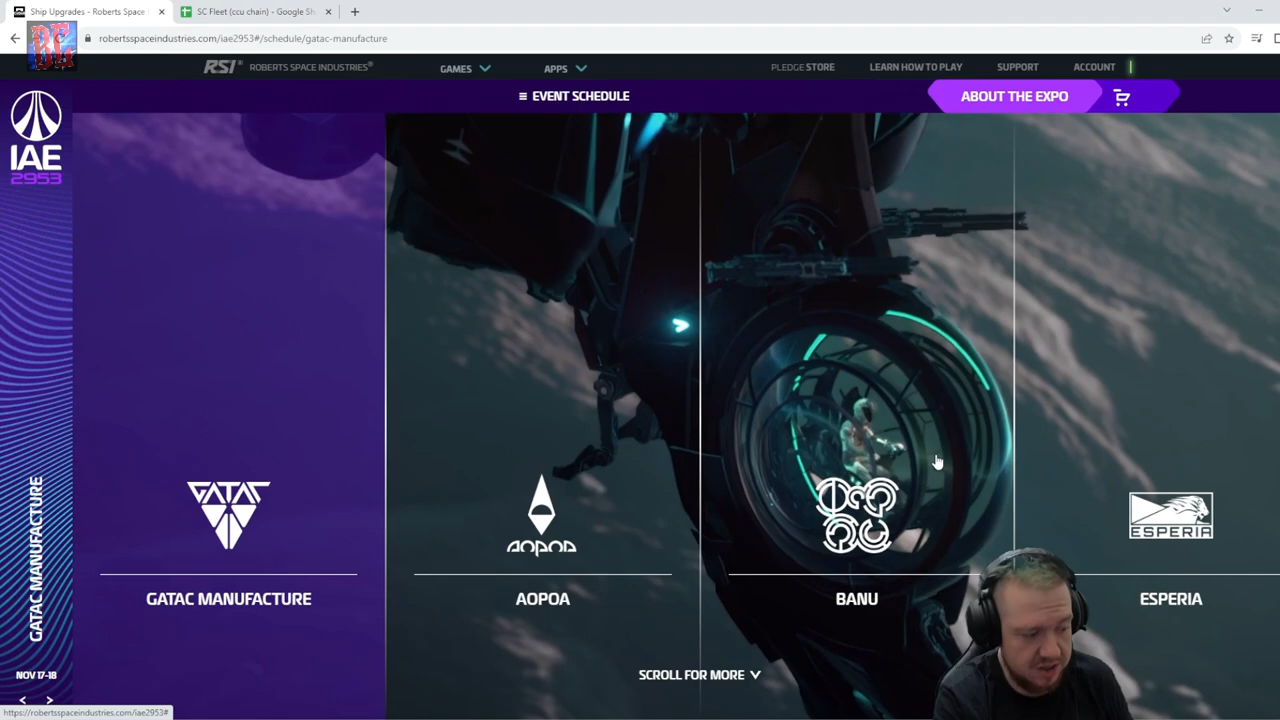 Ship Upgrades - Roberts Space
SC Fleet (ccu chain) - Google Sh
robertsspaceindustries.com/iae2953#/schedule/gatac-manufacture
RSI ROBERTS SPACE INDUSTRIES®
GAMES
APPS
PLEDGE STORE
LEARN HOW TO PLAY
SUPPORT
ACCOUNT
EVENT SCHEDULE
ABOUT THE EXPO
IAE
2953
GATAC
AOPOA
ESPERIA
GATAC MANUFACTURE
AOPOA
BANU
ESPERIA
GATAC MANUFACTURE
NOV 17-18
SCROLL FOR MORE
https://robertsspaceindustries.com/iae2953#